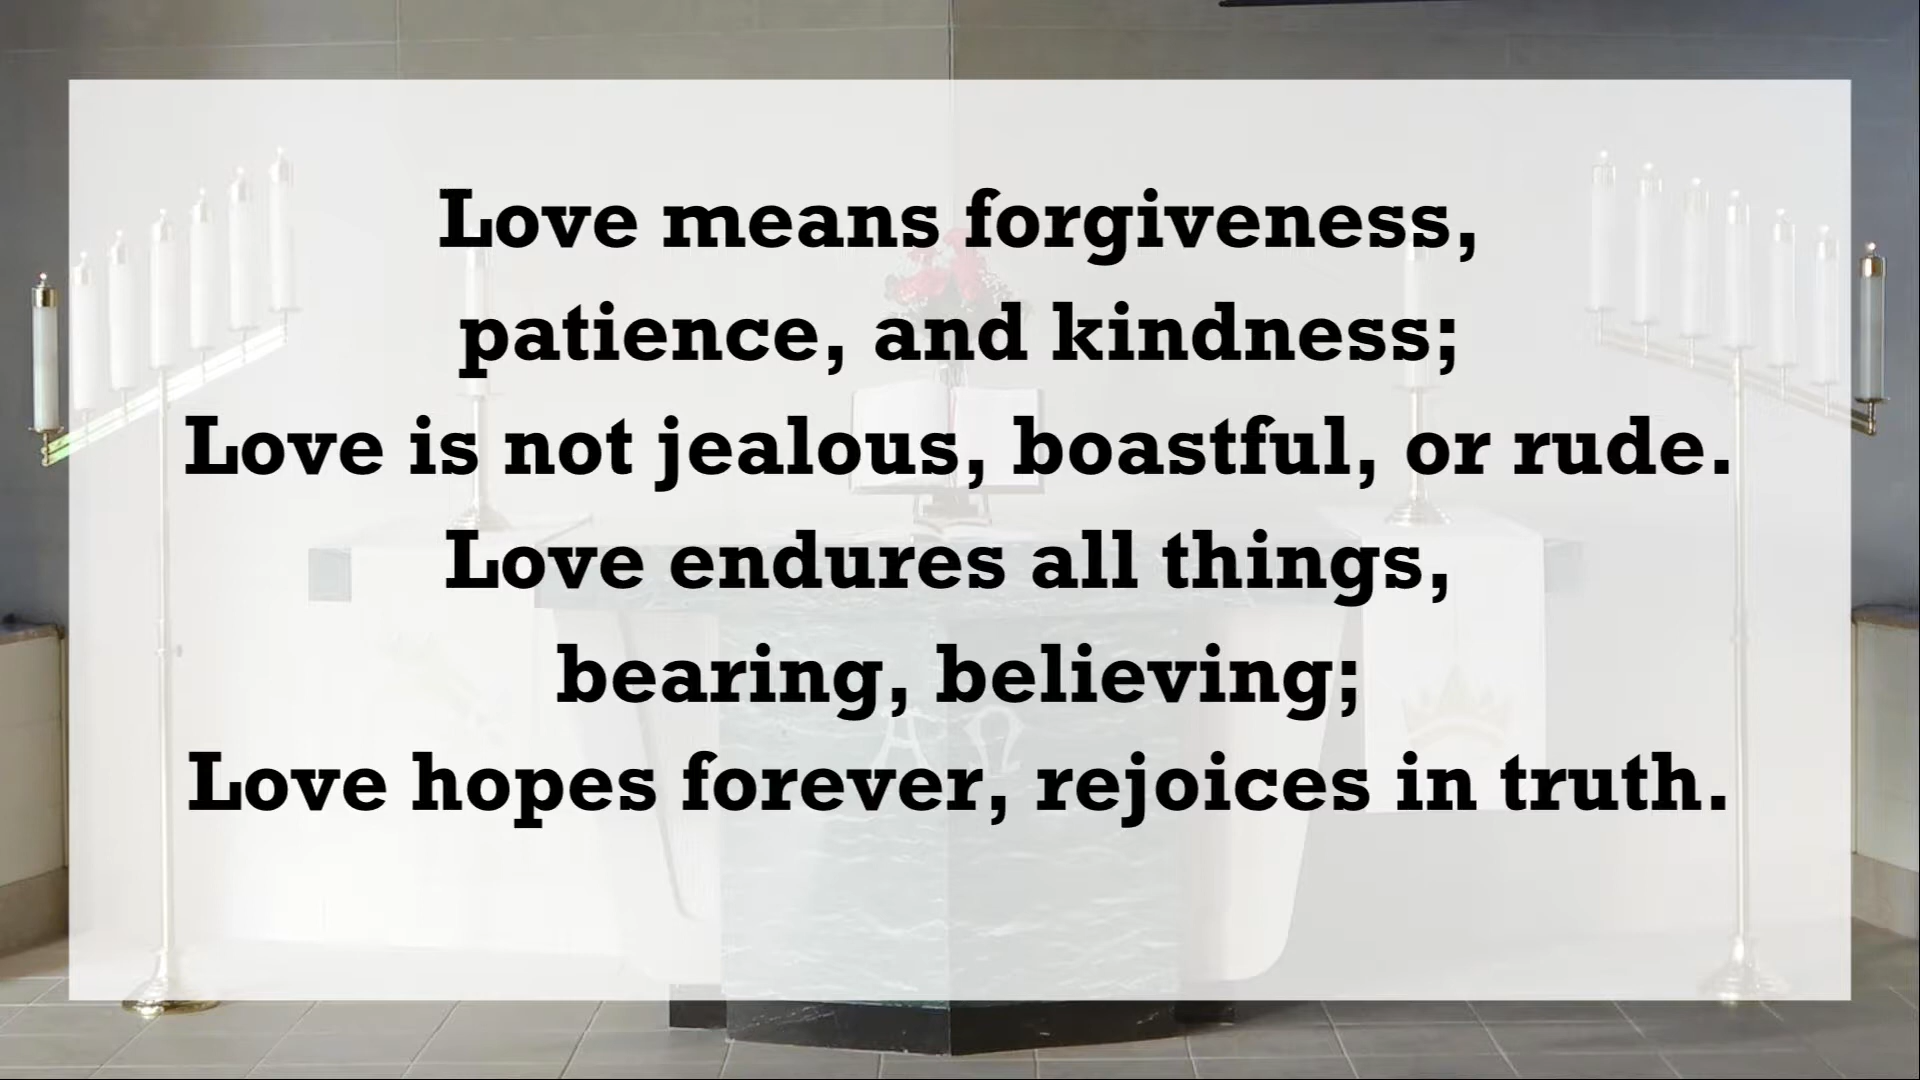 Love means forgiveness,
patience, and kindness;
Love is not jealous, boastful, or rude.
Love endures all things,
bearing, believing;
Love hopes forever, rejoices in truth.
Α Ω